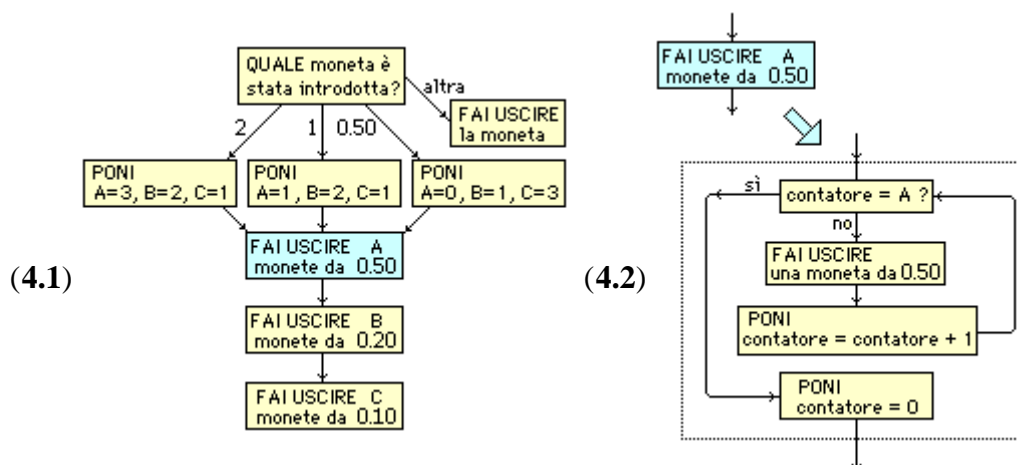 QUALE moneta è
stata introdotta?
altra
FAI USCIRE
la moneta
2
1
0.50
PONI
A=3, B=2, C=1
PONI
A=1, B=2, C=1
PONI
A=0, B=1, C=3
FAI USCIRE A
monete da 0.50
(4.1)
FAI USCIRE B
monete da 0.20
FAI USCIRE C
monete da 0.10
FAI USCIRE A
monete da 0.50
sì
contatore = A ?
no
FAI USCIRE
una moneta da 0.50
(4.2)
PONI
contatore = contatore + 1
PONI
contatore = 0